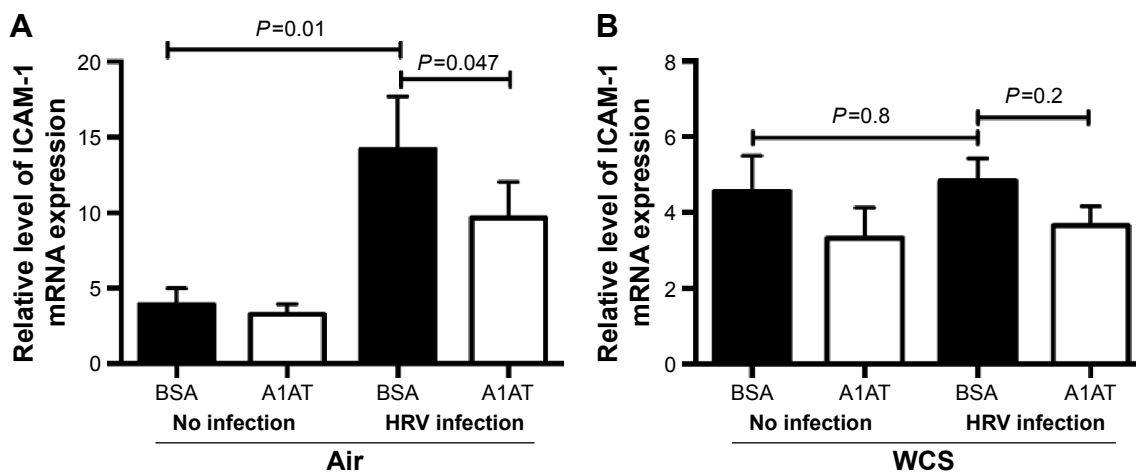 A
Relative level of ICAM-1
mRNA expression
20
15
10
5
0
P=0.01
P=0.047
BSA A1AT BSA A1AT
No infection HRV infection
Air
B
Relative level of ICAM-1
mRNA expression
8
6
4
2
0
P=0.8
P=0.2
BSA A1AT BSA A1AT
No infection HRV infection
WCS